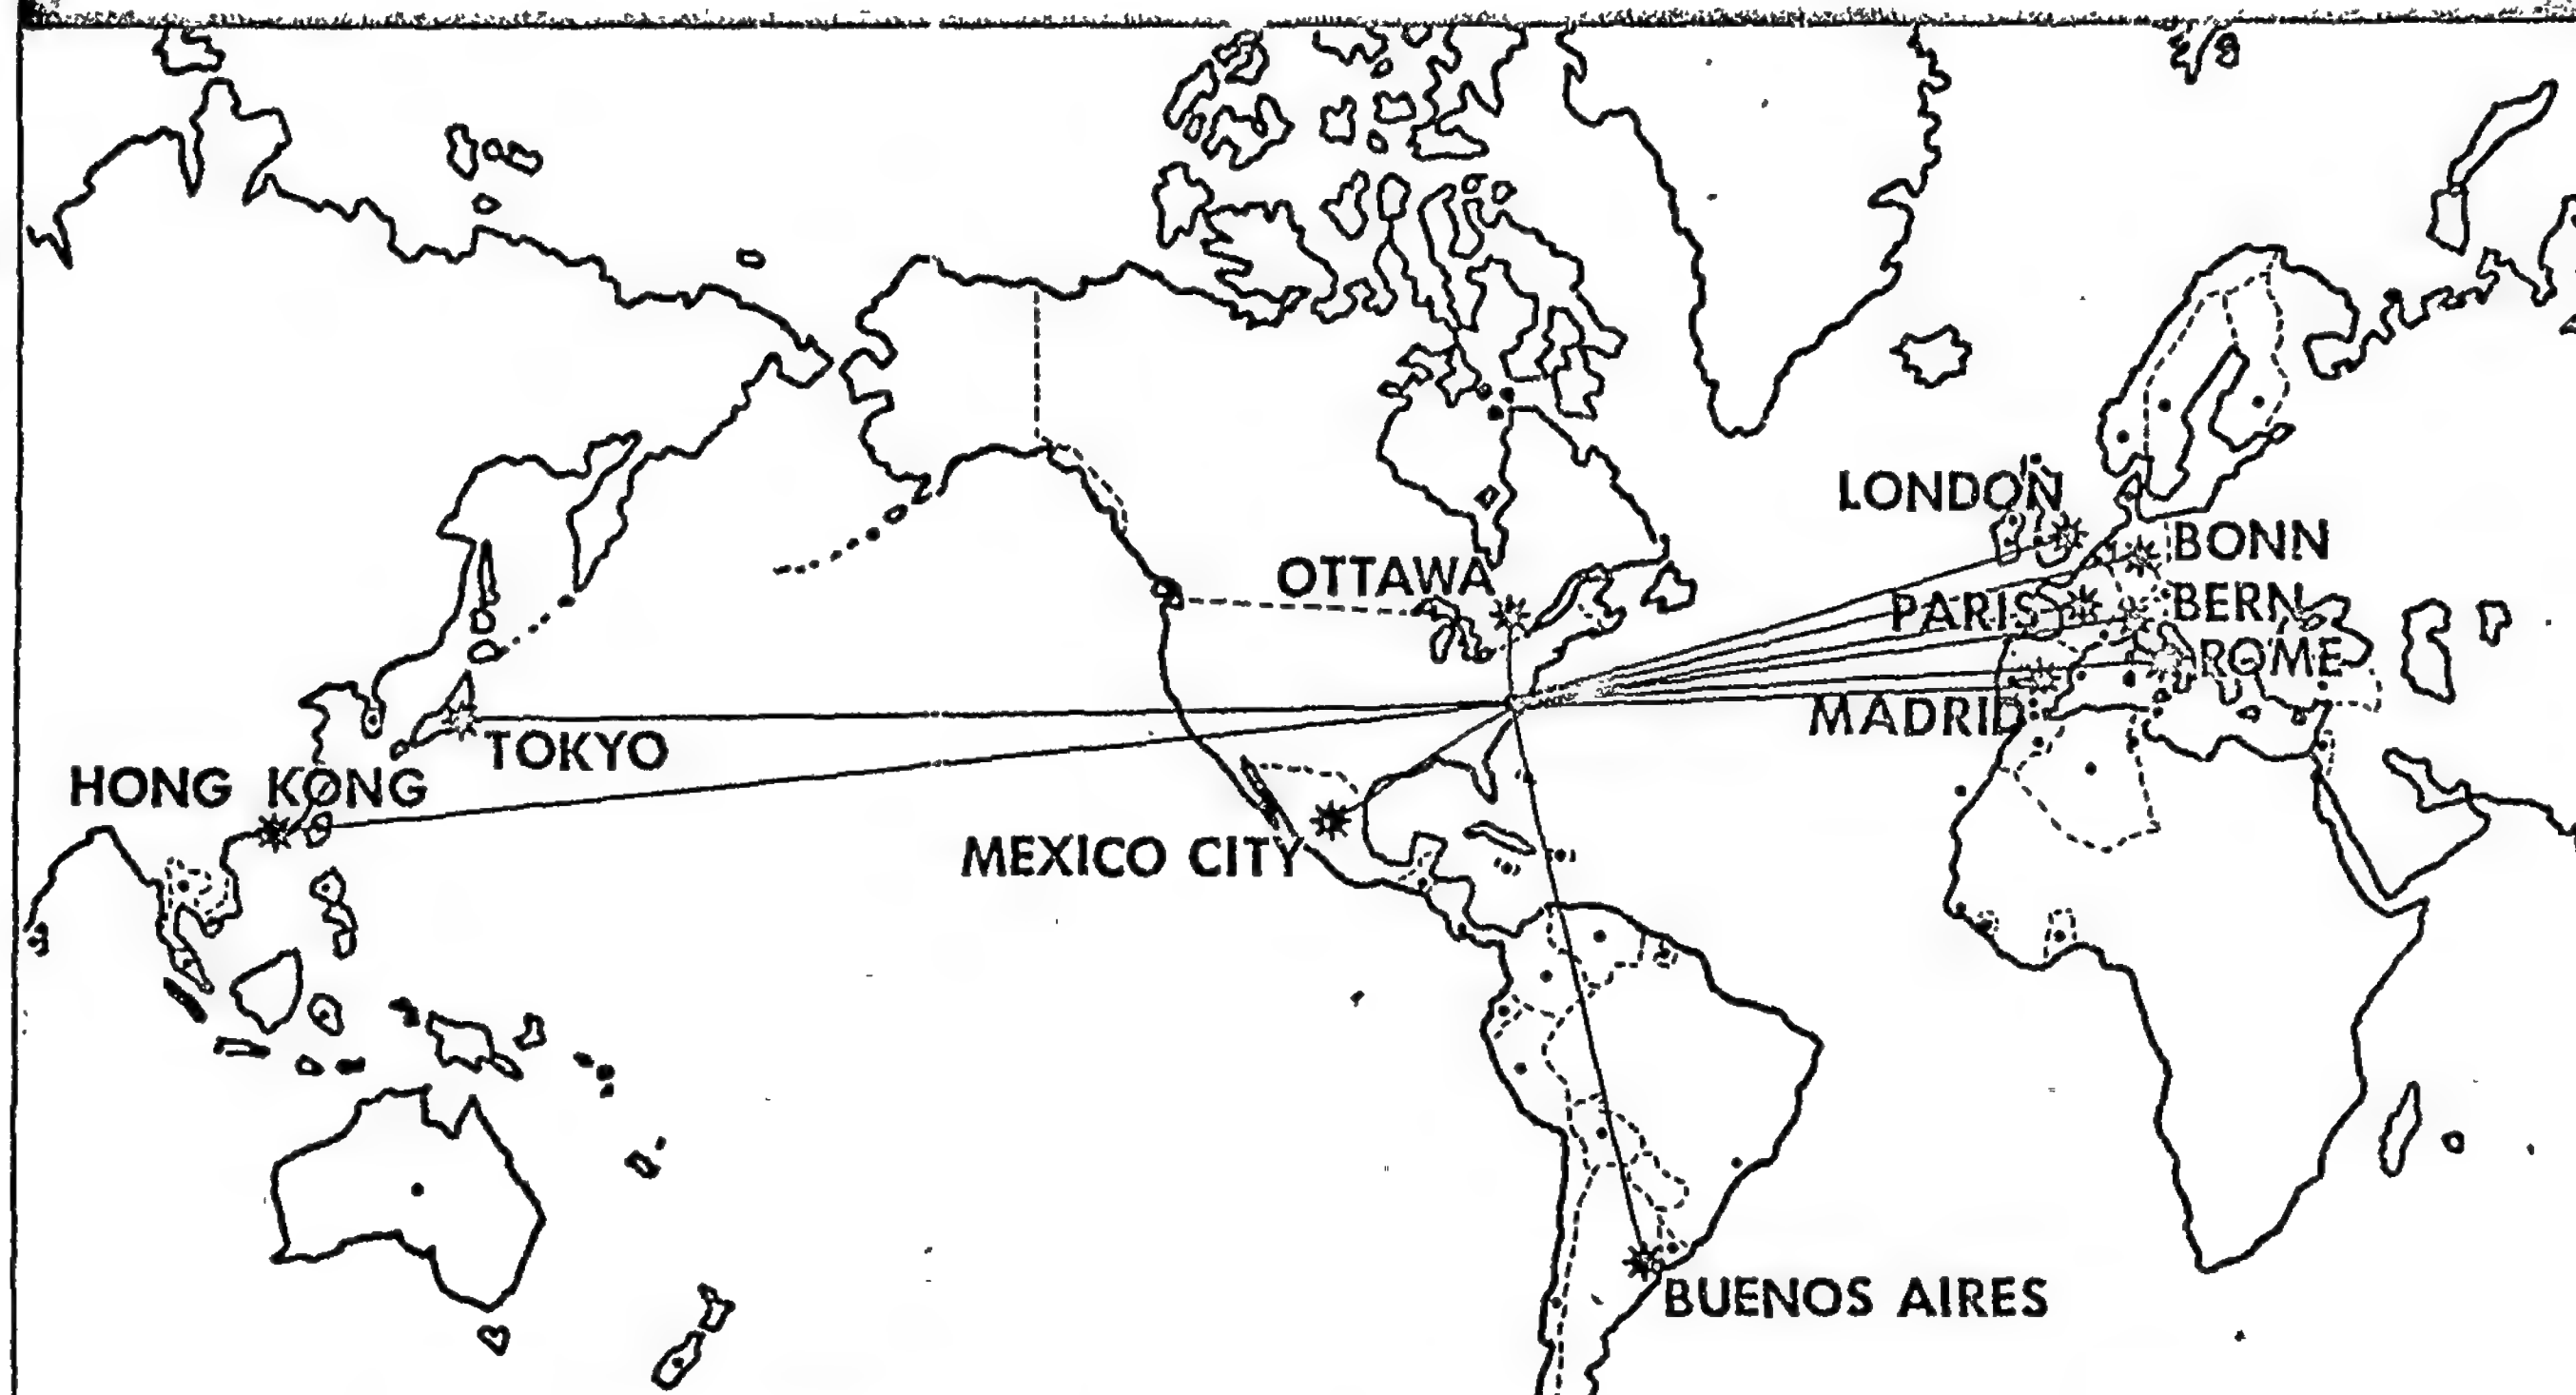 LONDON
BONN
OTTAWA
PARIS
BERN
ROME
MADRID
TOKYO
HONG KONG
MEXICO CITY
BUENOS AIRES